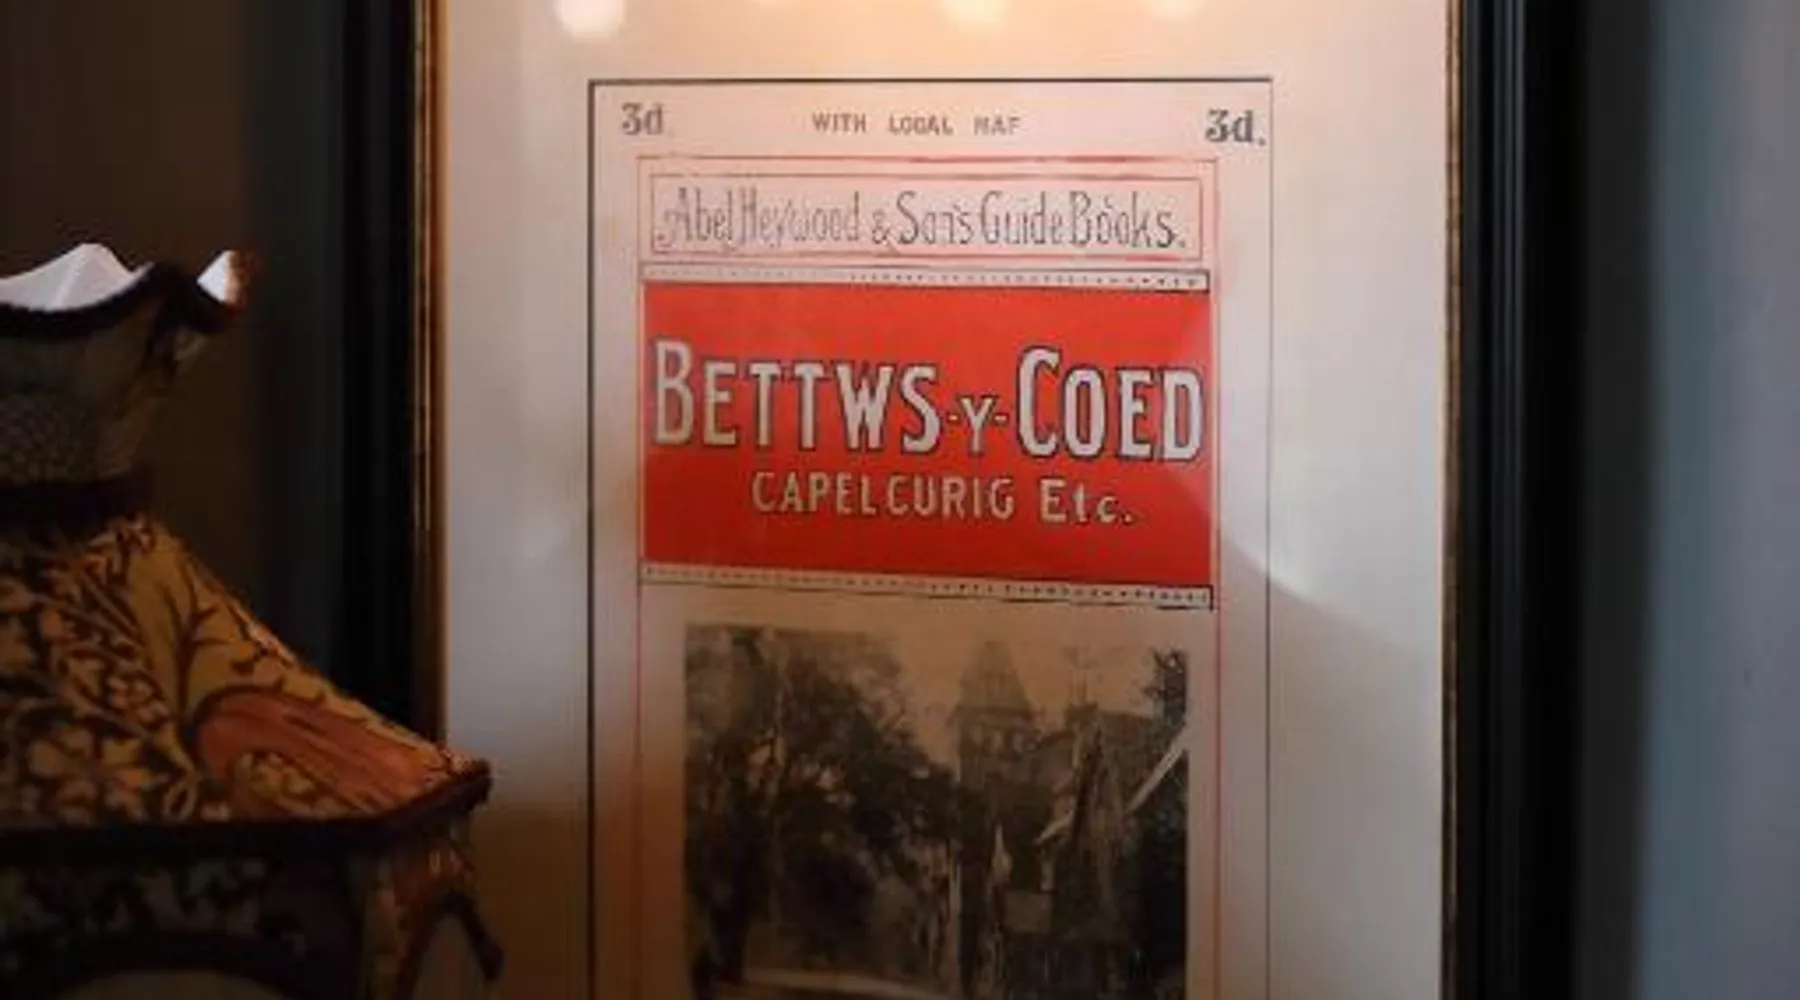 3d. WITH LOCAL MAP 3d.
Abel Heywood & Son's Guide Books.
BETTWS-Y-COED
CAPEL CURIG Etc.